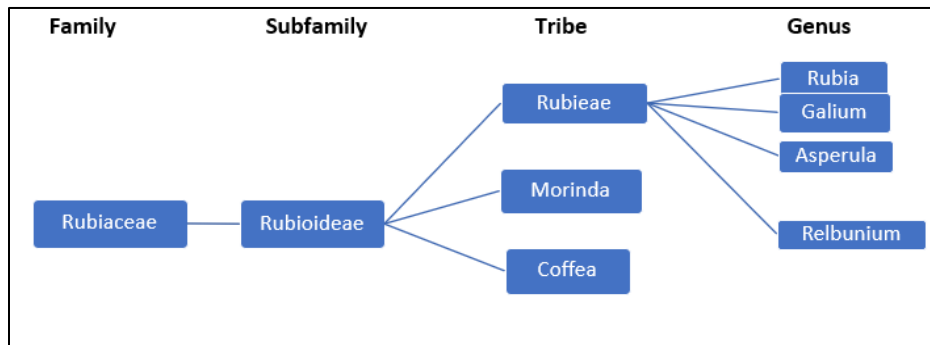 Family Subfamily Tribe Genus
Rubia
Rubieae
Galium
Asperula
Morinda
Rubiaceae
Rubioideae
Relbunium
Coffea